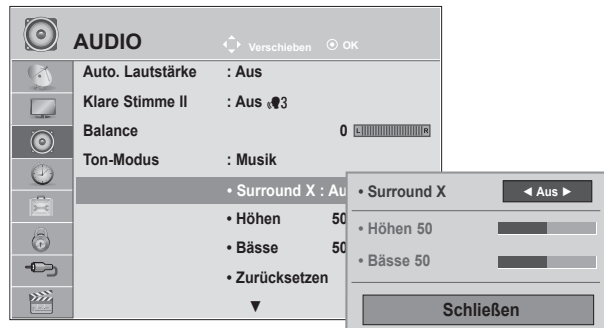 AUDIO
Verschieben OK
Auto. Lautstärke : Aus
Klare Stimme II : Aus 3
Balance 0 L R
Ton-Modus : Musik
• Surround X : Au
• Höhen 50
• Bässe 50
• Zurücksetzen
▼
• Surround X ◄ Aus ►
• Höhen 50
• Bässe 50
Schließen